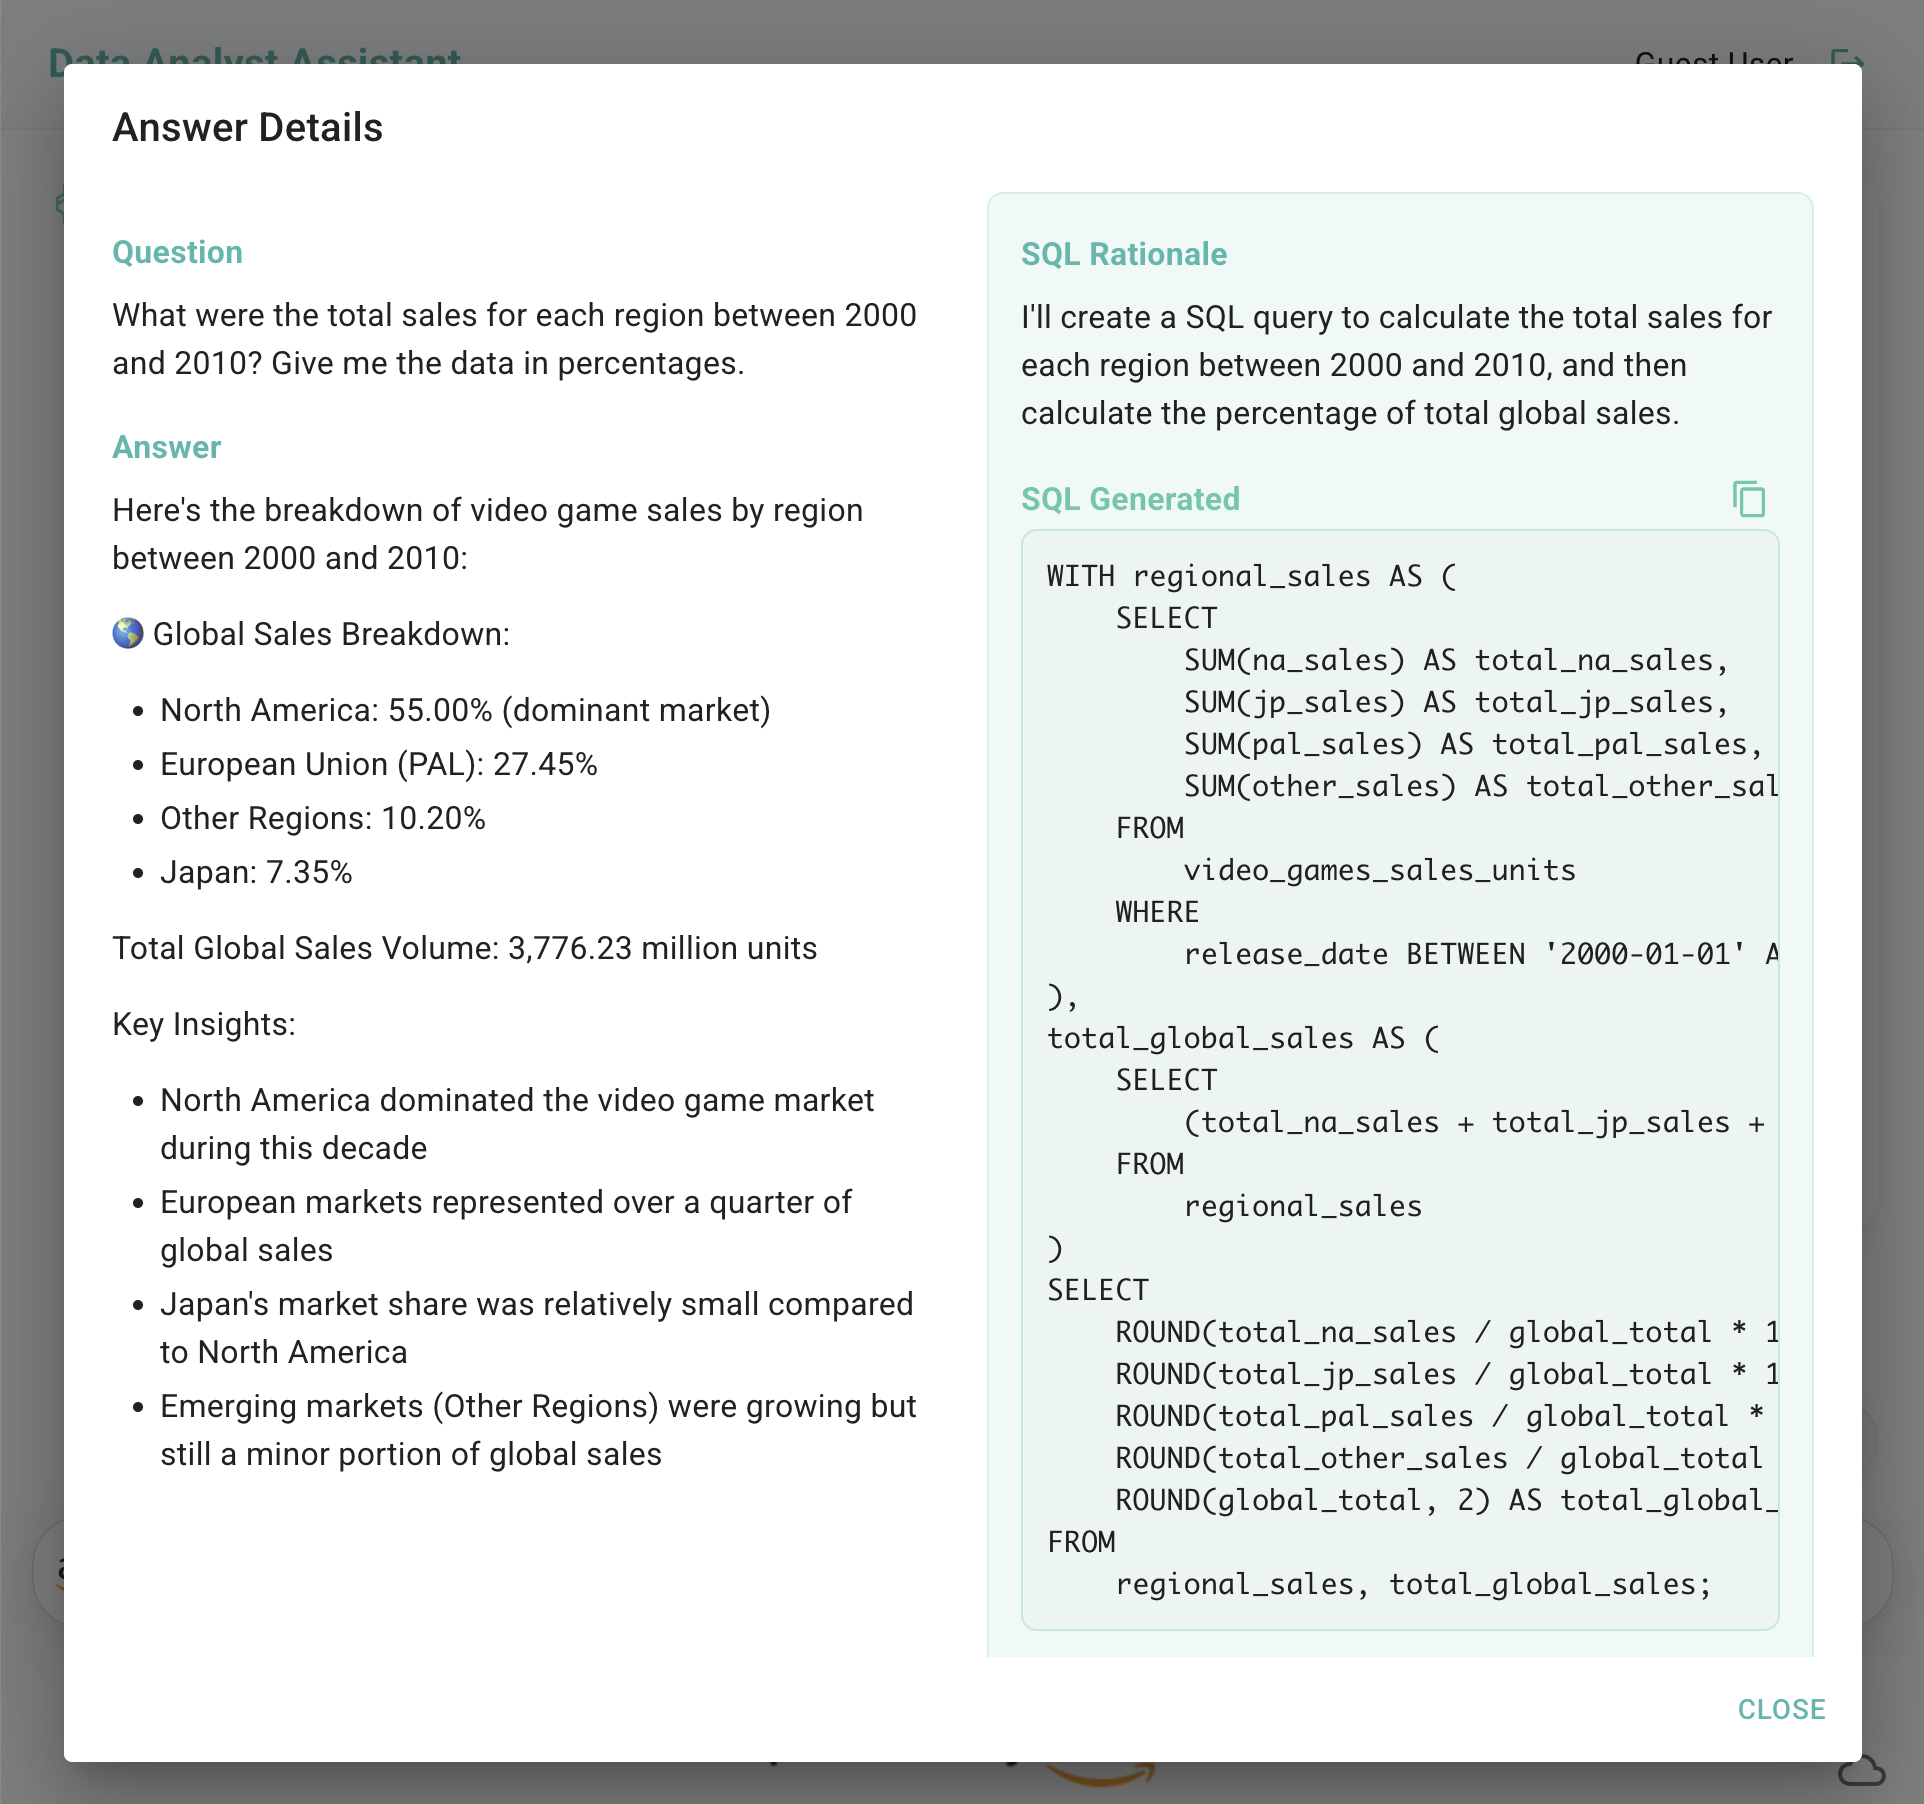 Data Analyst Assistant
Guest User
Answer Details
Question
What were the total sales for each region between 2000
and 2010? Give me the data in percentages.
Answer
Here's the breakdown of video game sales by region
between 2000 and 2010:
🌎 Global Sales Breakdown:
• North America: 55.00% (dominant market)
• European Union (PAL): 27.45%
• Other Regions: 10.20%
• Japan: 7.35%
Total Global Sales Volume: 3,776.23 million units
Key Insights:
• North America dominated the video game market
during this decade
• European markets represented over a quarter of
global sales
• Japan's market share was relatively small compared
to North America
• Emerging markets (Other Regions) were growing but
still a minor portion of global sales
SQL Rationale
I'll create a SQL query to calculate the total sales for
each region between 2000 and 2010, and then
calculate the percentage of total global sales.
SQL Generated
WITH regional_sales AS (
    SELECT
        SUM(na_sales) AS total_na_sales,
        SUM(jp_sales) AS total_jp_sales,
        SUM(pal_sales) AS total_pal_sales,
        SUM(other_sales) AS total_other_sal
    FROM
        video_games_sales_units
    WHERE
        release_date BETWEEN '2000-01-01' A
),
total_global_sales AS (
    SELECT
        (total_na_sales + total_jp_sales +
    FROM
        regional_sales
)
SELECT
    ROUND(total_na_sales / global_total * 1
    ROUND(total_jp_sales / global_total * 1
    ROUND(total_pal_sales / global_total *
    ROUND(total_other_sales / global_total
    ROUND(global_total, 2) AS total_global_
FROM
    regional_sales, total_global_sales;
CLOSE